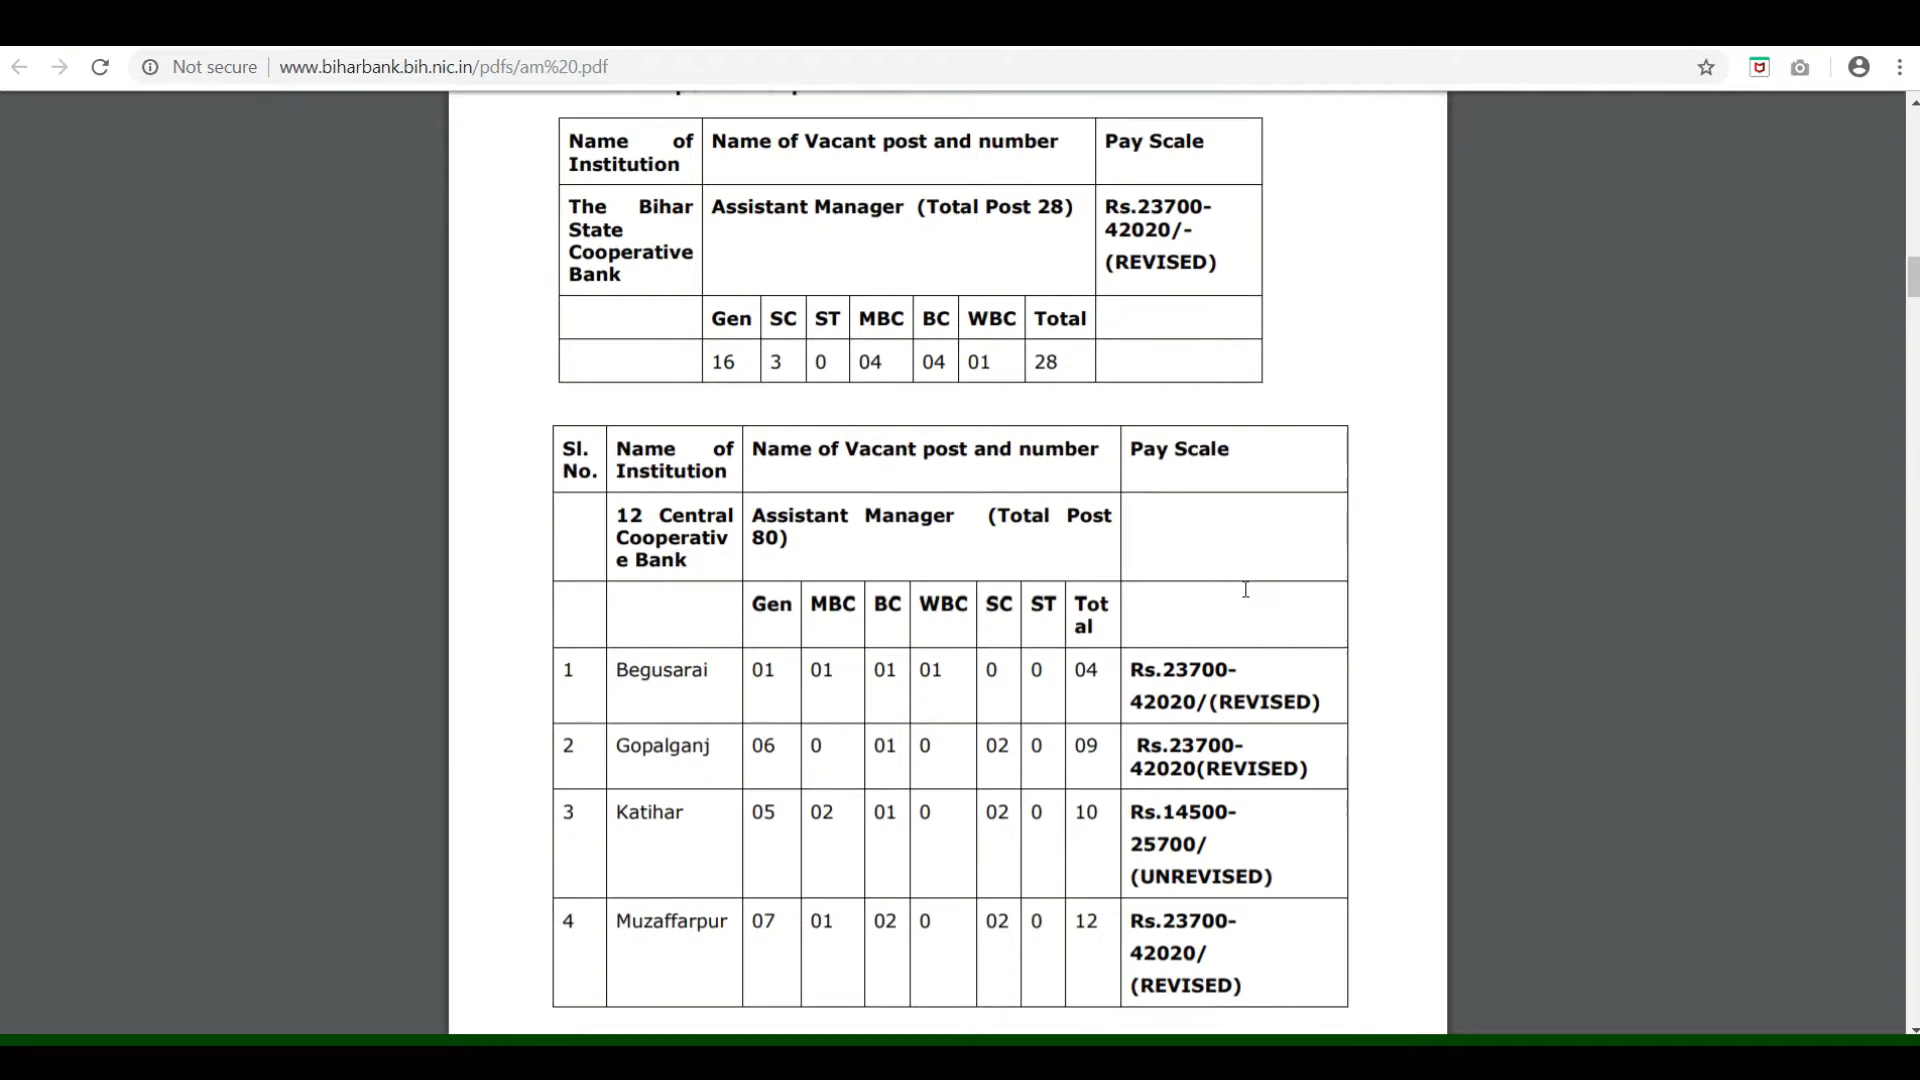 Not secure www.biharbank.bih.nic.in/pdfs/am%20.pdf
Name of Institution
Name of Vacant post and number
Pay Scale
The Bihar State Cooperative Bank
Assistant Manager (Total Post 28)
Rs.23700-
42020/-
(REVISED)
Gen SC ST MBC BC WBC Total
16 3 0 04 04 01 28
Sl. No.
Name of Institution
Name of Vacant post and number
Pay Scale
12 Central
Cooperativ
e Bank
Assistant Manager (Total Post
80)
Gen MBC BC WBC SC ST Tot
al
1 Begusarai 01 01 01 01 0 0 04 Rs.23700-
42020/(REVISED)
2 Gopalganj 06 0 01 0 02 0 09 Rs.23700-
42020(REVISED)
3 Katihar 05 02 01 0 02 0 10 Rs.14500-
25700/
(UNREVISED)
4 Muzaffarpur 07 01 02 0 02 0 12 Rs.23700-
42020/
(REVISED)